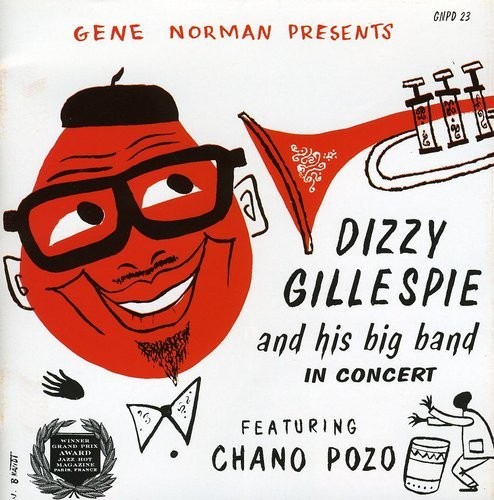 GNPD 23
GENE NORMAN PRESENTS
DIZZY
GILLESPIE
and his big band
IN CONCERT
FEATURING
CHANO POZO
WINNER
GRAND PRIX
AWARD
JAZZ HOT
MAGAZINE
PARIS, FRANCE
J. BRANDT